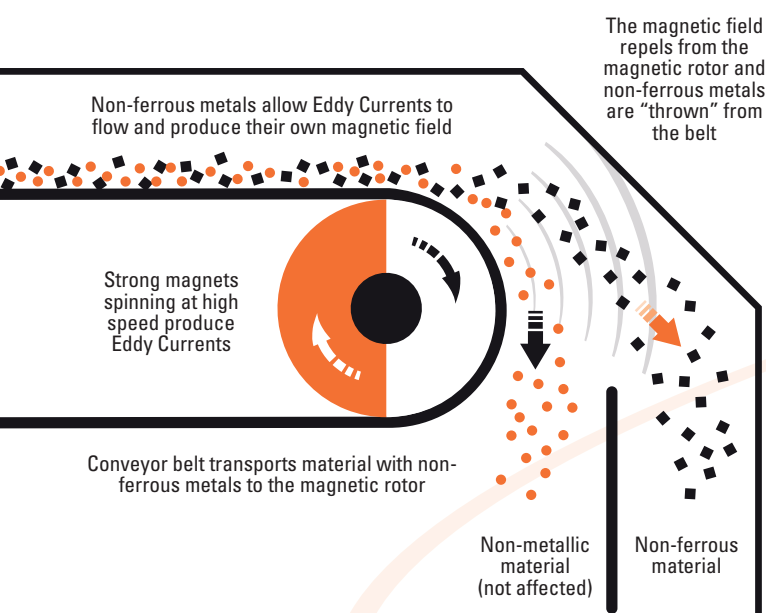 The magnetic field
repels from the
magnetic rotor and
non-ferrous metals
are “thrown” from
the belt
Non-ferrous metals allow Eddy Currents to
flow and produce their own magnetic field
Strong magnets
spinning at high
speed produce
Eddy Currents
Conveyor belt transports material with non-
ferrous metals to the magnetic rotor
Non-metallic
material
(not affected)
Non-ferrous
material